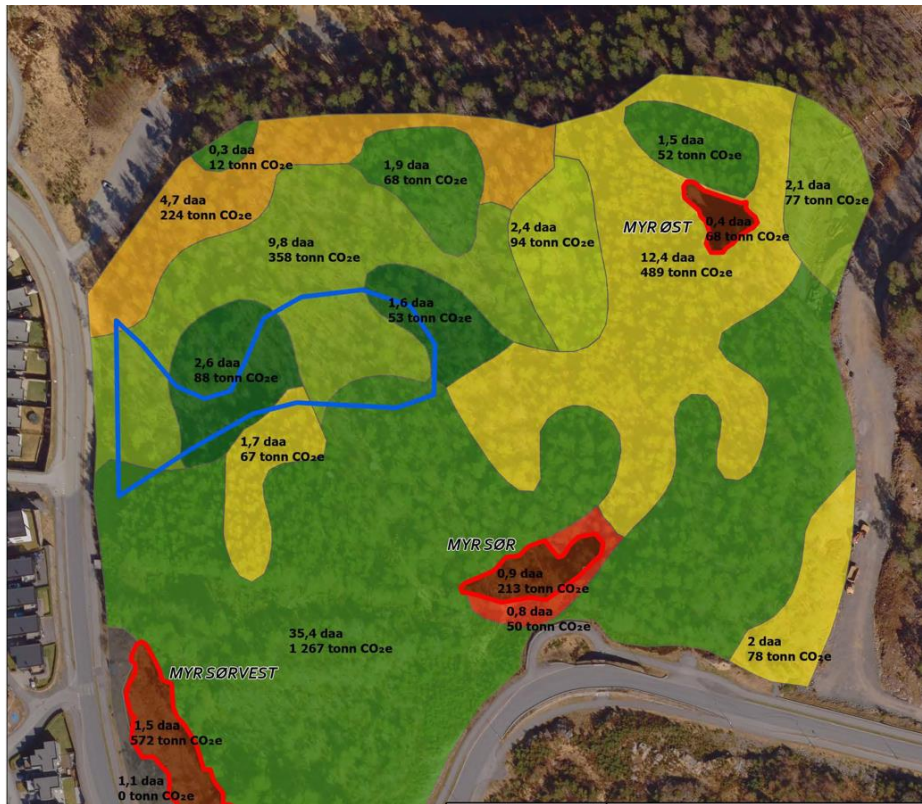 0,3 daa
12 tonn CO₂e
1,9 daa
68 tonn CO₂e
1,5 daa
52 tonn CO₂e
4,7 daa
224 tonn CO₂e
2,1 daa
77 tonn CO₂e
9,8 daa
358 tonn CO₂e
2,4 daa
94 tonn CO₂e
MYR ØST
0,4 daa
68 tonn CO₂e
12,4 daa
489 tonn CO₂e
1,6 daa
53 tonn CO₂e
2,6 daa
88 tonn CO₂e
1,7 daa
67 tonn CO₂e
MYR SØR
0,9 daa
213 tonn CO₂e
0,8 daa
50 tonn CO₂e
35,4 daa
1 267 tonn CO₂e
2 daa
78 tonn CO₂e
MYR SØRVEST
1,5 daa
572 tonn CO₂e
1,1 daa
0 tonn CO₂e